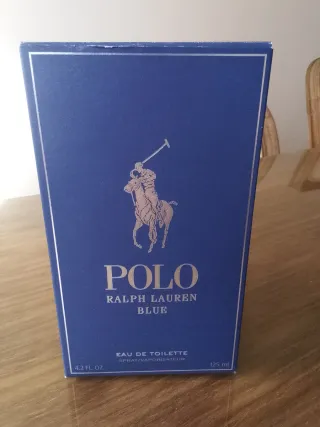 POLO
RALPH LAUREN
BLUE
EAU DE TOILETTE
4.2 FL. OZ. 125 ml